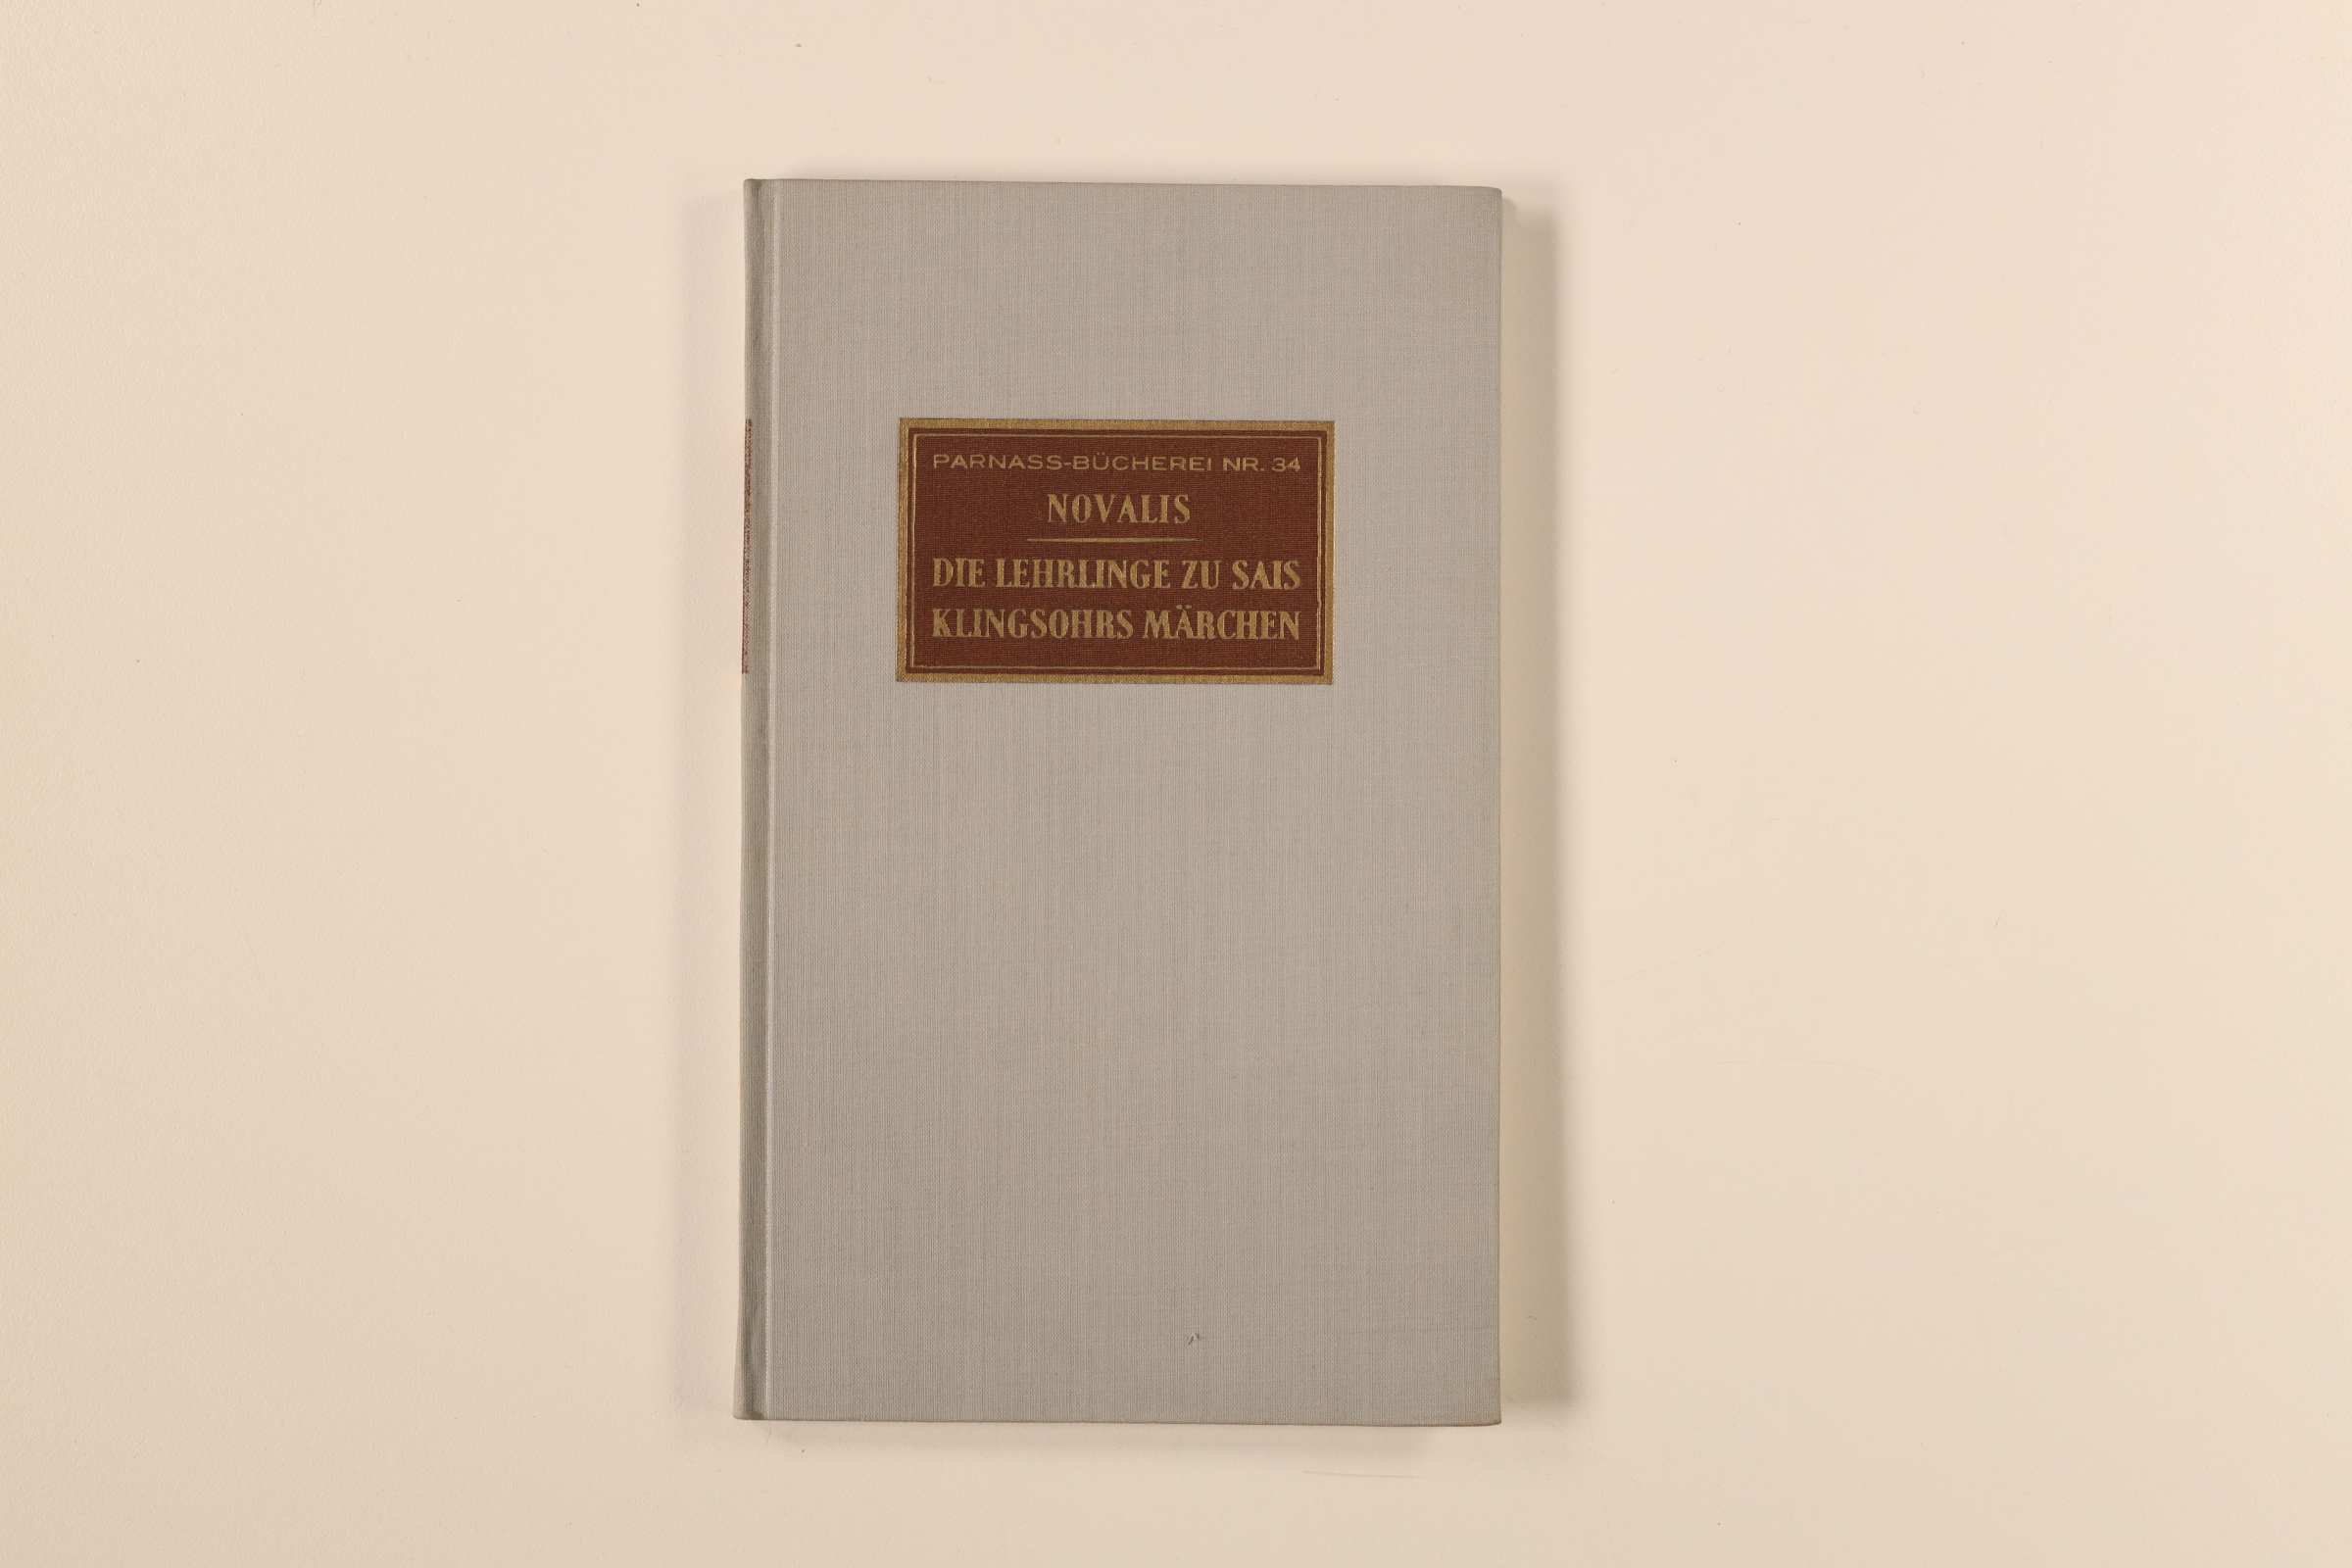 PARNASS-BÜCHEREI NR. 34
NOVALIS
DIE LEHRLINGE ZU SAIS
KLINGSOHRS MÄRCHEN